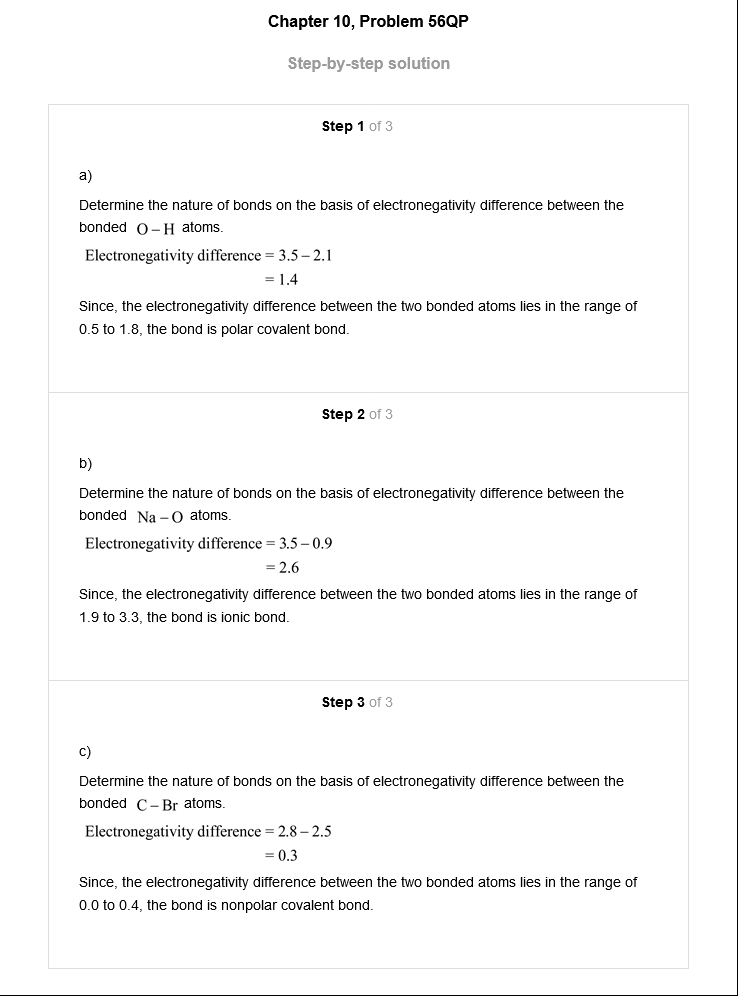 Chapter 10, Problem 56QP
Step-by-step solution
Step 1 of 3
a)
Determine the nature of bonds on the basis of electronegativity difference between the
bonded O – H atoms.
Electronegativity difference = 3.5 – 2.1
= 1.4
Since, the electronegativity difference between the two bonded atoms lies in the range of
0.5 to 1.8, the bond is polar covalent bond.
Step 2 of 3
b)
Determine the nature of bonds on the basis of electronegativity difference between the
bonded Na – O atoms.
Electronegativity difference = 3.5 – 0.9
= 2.6
Since, the electronegativity difference between the two bonded atoms lies in the range of
1.9 to 3.3, the bond is ionic bond.
Step 3 of 3
c)
Determine the nature of bonds on the basis of electronegativity difference between the
bonded C – Br atoms.
Electronegativity difference = 2.8 – 2.5
= 0.3
Since, the electronegativity difference between the two bonded atoms lies in the range of
0.0 to 0.4, the bond is nonpolar covalent bond.